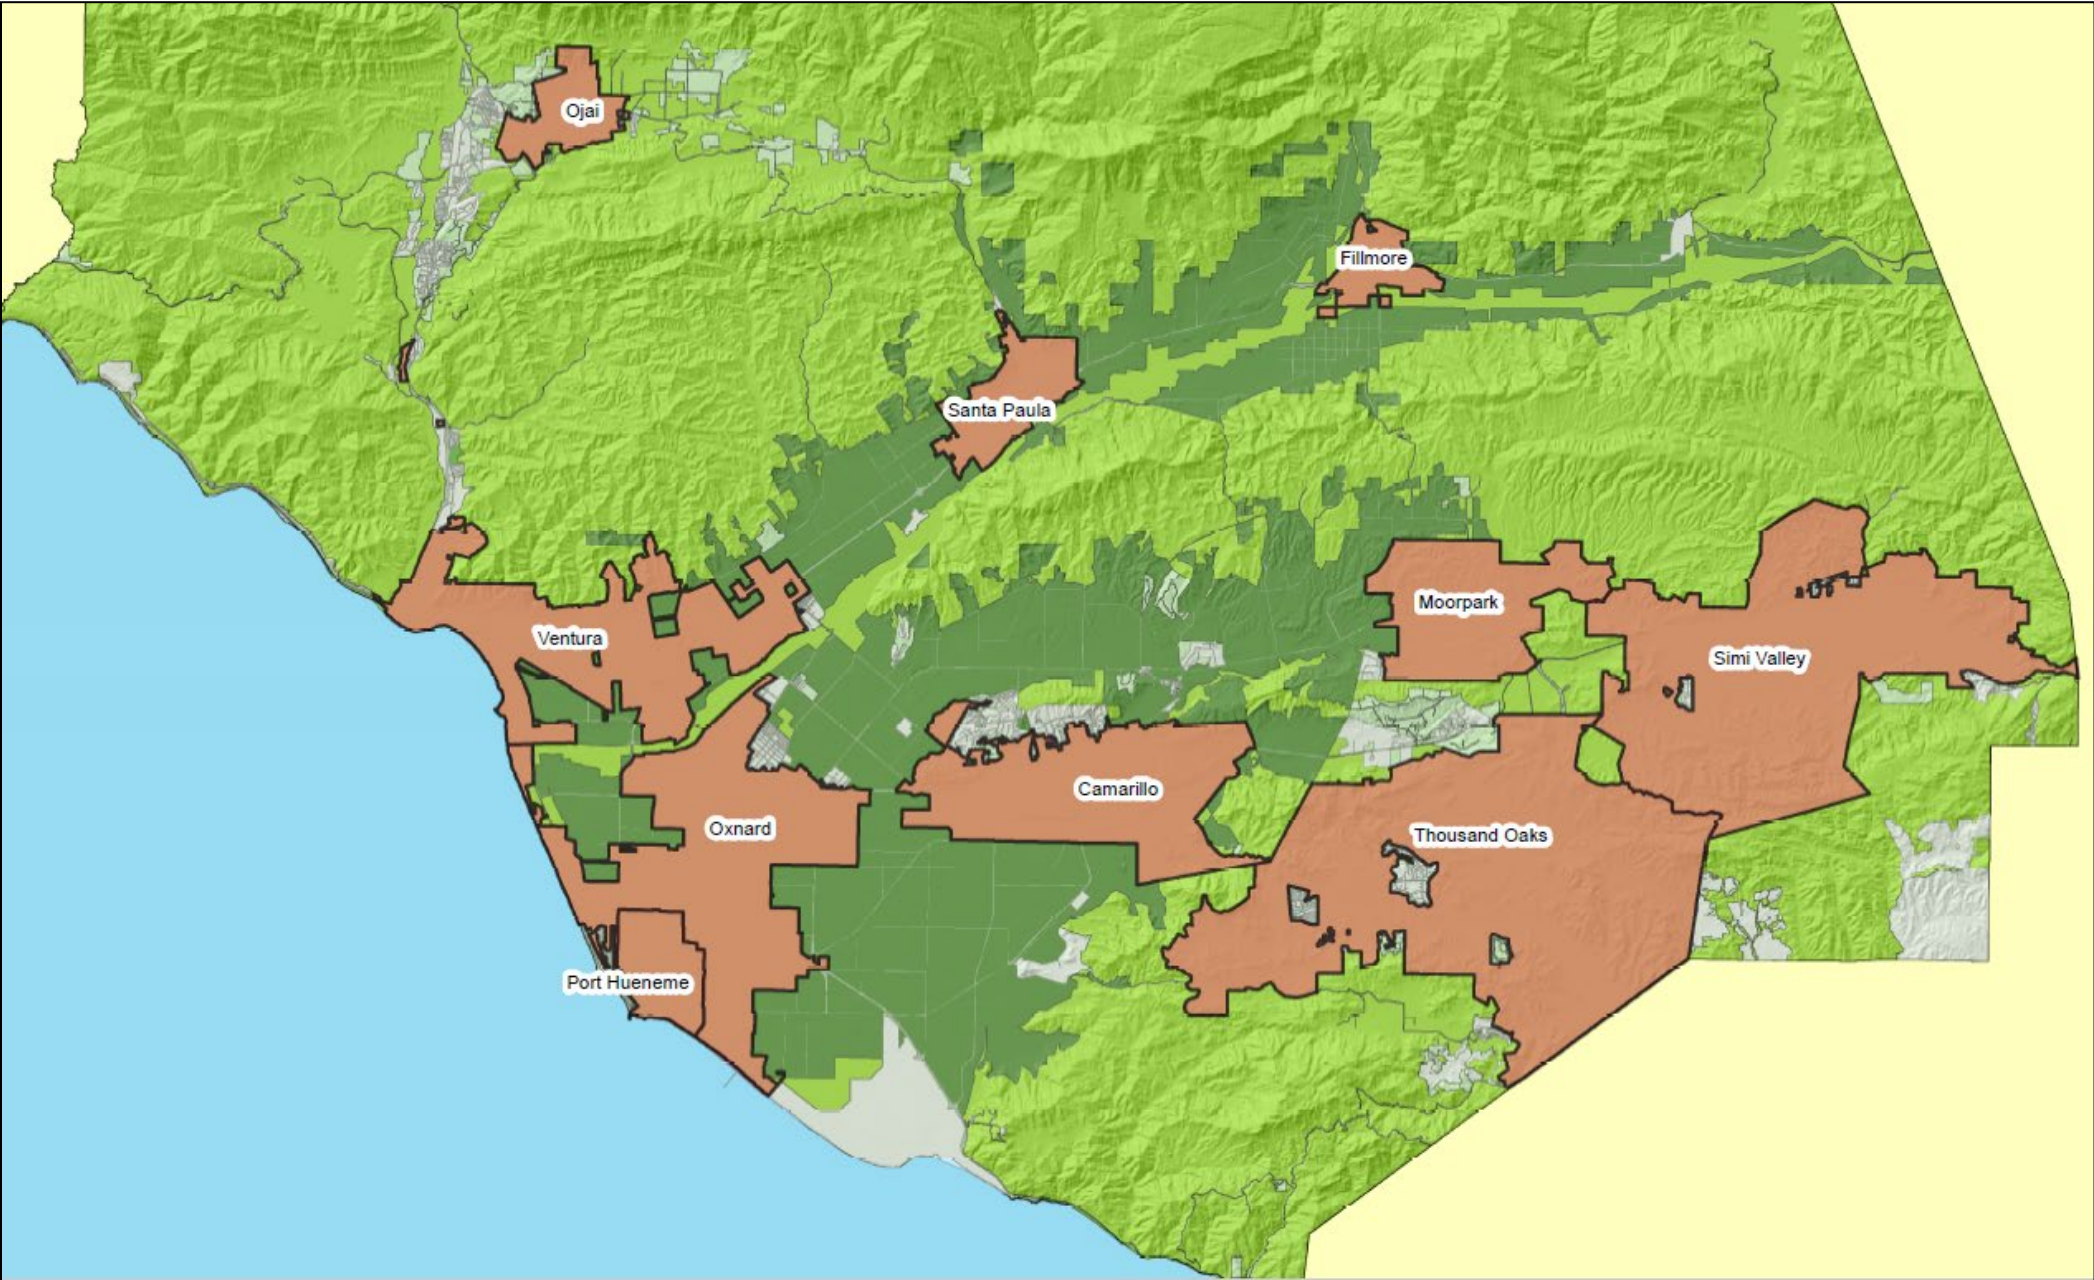 Ojai
Fillmore
Santa Paula
Moorpark
Ventura
Simi Valley
Camarillo
Oxnard
Thousand Oaks
Port Hueneme